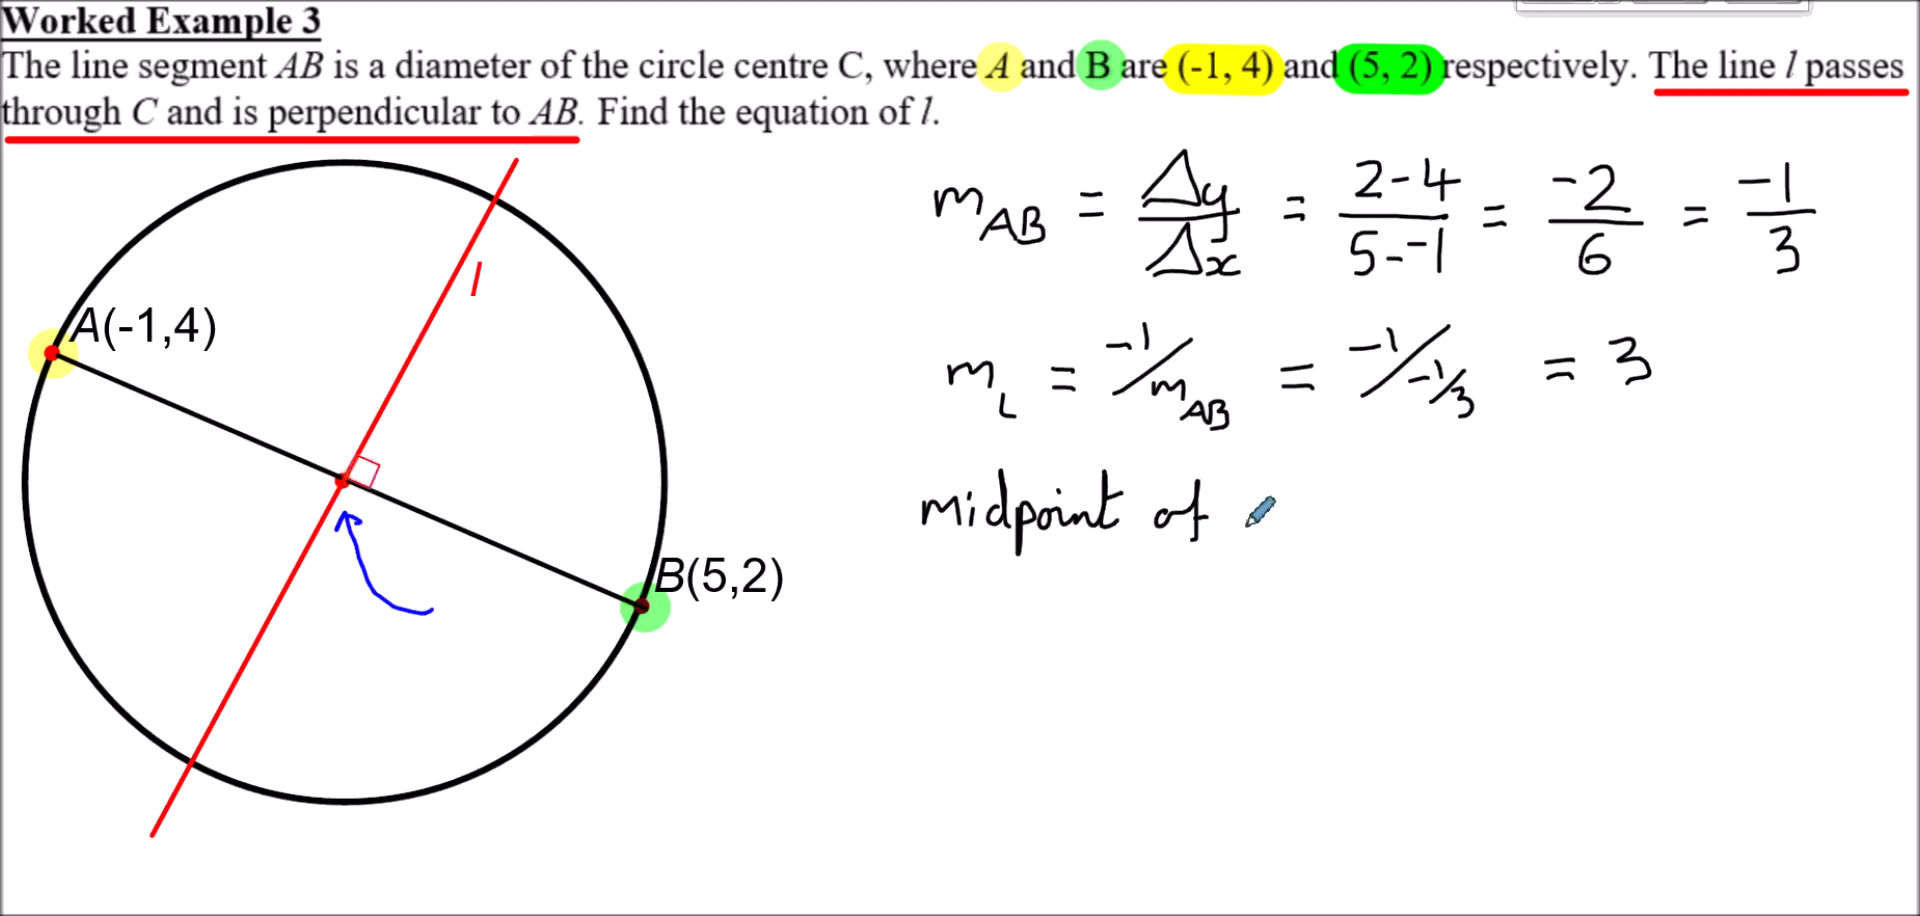 Worked Example 3
The line segment AB is a diameter of the circle centre C, where A and B are (-1, 4) and (5, 2) respectively. The line l passes
through C and is perpendicular to AB. Find the equation of l.
m_AB = Δy/Δx = 2-4/5--1 = -2/6 = -1/3
l
A(-1,4)
m_L = -1/m_AB = -1/-1/3 = 3
midpoint of
B(5,2)